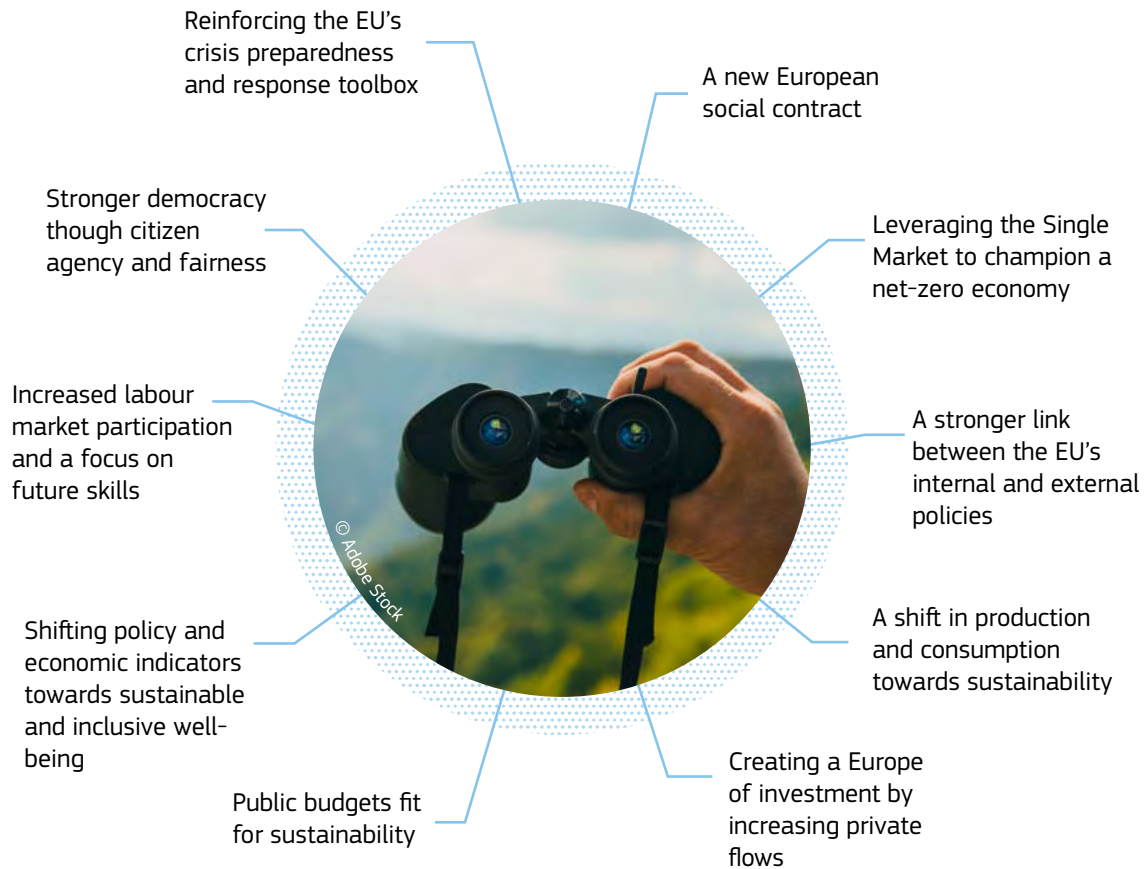 Reinforcing the EU's
crisis preparedness
and response toolbox
A new European
social contract
Stronger democracy
though citizen
agency and fairness
Leveraging the Single
Market to champion a
net-zero economy
Increased labour
market participation
and a focus on
future skills
A stronger link
between the EU's
internal and external
policies
© Adobe Stock
Shifting policy and
economic indicators
towards sustainable
and inclusive well-
being
A shift in production
and consumption
towards sustainability
Public budgets fit
for sustainability
Creating a Europe
of investment by
increasing private
flows